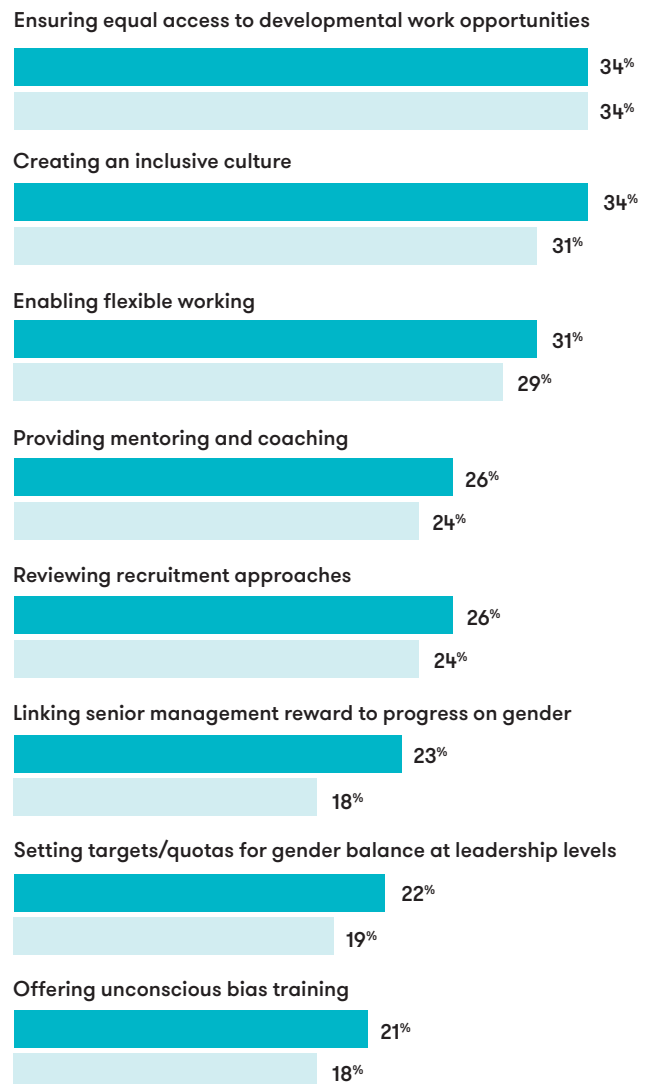 Ensuring equal access to developmental work opportunities
34%
34%
Creating an inclusive culture
34%
31%
Enabling flexible working
31%
29%
Providing mentoring and coaching
26%
24%
Reviewing recruitment approaches
26%
24%
Linking senior management reward to progress on gender
23%
18%
Setting targets/quotas for gender balance at leadership levels
22%
19%
Offering unconscious bias training
21%
18%